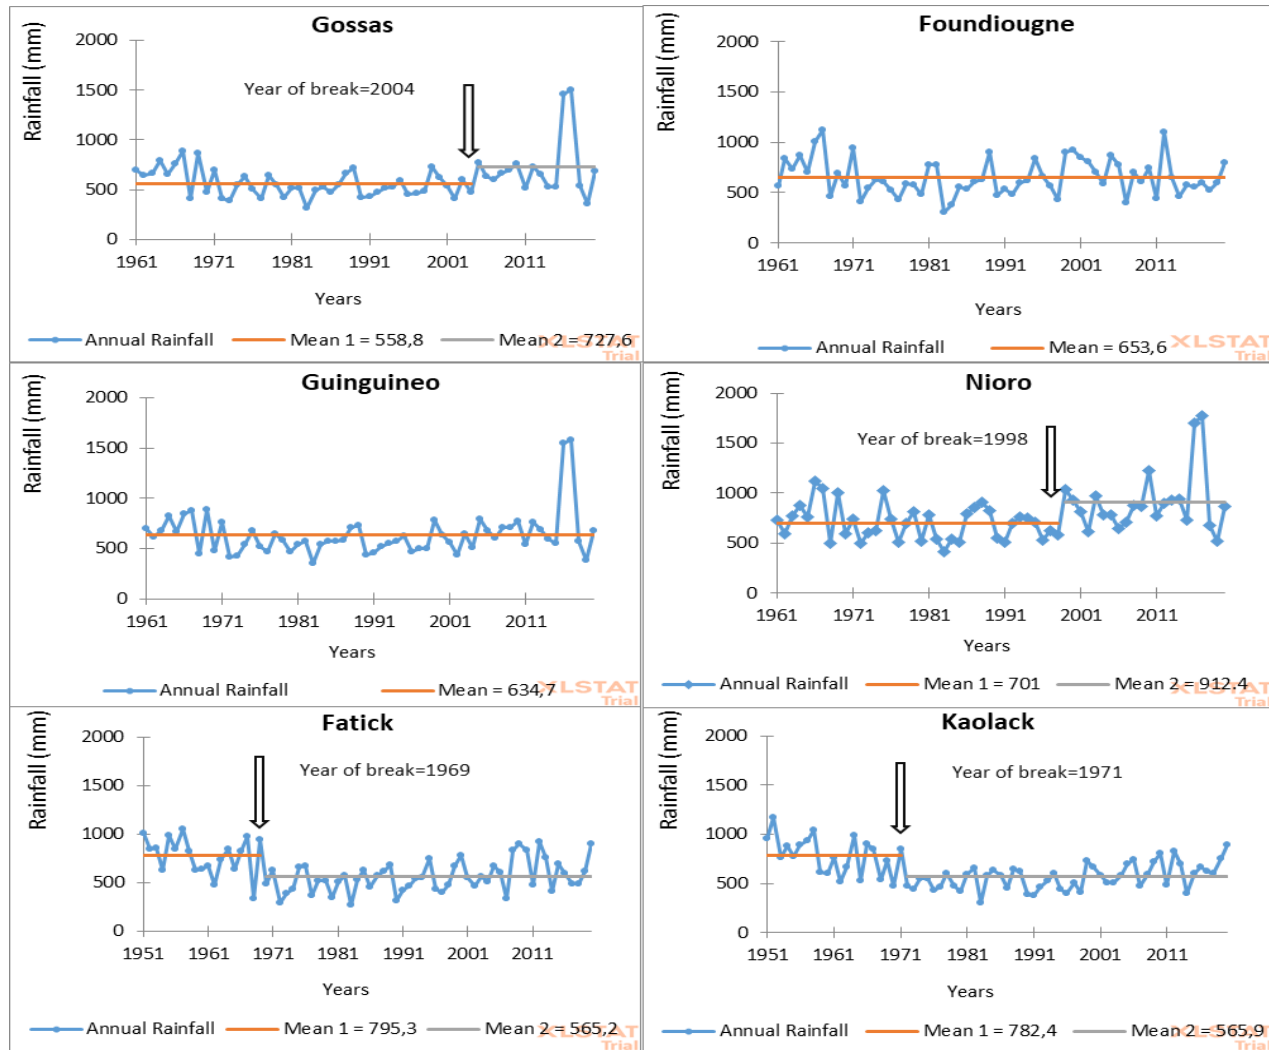 Gossas
Rainfall (mm)
2000
1500
1000
500
0
Year of break=2004
1961 1971 1981 1991 2001 2011
Years
Annual Rainfall Mean 1 = 558,8 Mean 2 = 727,6
XLSTAT
Trial
Foundiougne
Rainfall (mm)
2000
1500
1000
500
0
1961 1971 1981 1991 2001 2011
Years
Annual Rainfall Mean = 653,6
XLSTAT
Trial
Guinguineo
Rainfall (mm)
2000
1500
1000
500
0
1961 1971 1981 1991 2001 2011
Years
Annual Rainfall Mean = 634,7
XLSTAT
Trial
Nioro
Rainfall (mm)
2000
1500
1000
500
0
Year of break=1998
1961 1971 1981 1991 2001 2011
Years
Annual Rainfall Mean 1 = 701 Mean 2 = 912,4
XLSTAT
Trial
Fatick
Rainfall (mm)
2000
1500
1000
500
0
Year of break=1969
1951 1961 1971 1981 1991 2001 2011
Years
Annual Rainfall Mean 1 = 795,3 Mean 2 = 565,2
XLSTAT
Trial
Kaolack
Rainfall (mm)
2000
1500
1000
500
0
Year of break=1971
1951 1961 1971 1981 1991 2001 2011
Years
Annual Rainfall Mean 1 = 782,4 Mean 2 = 565,9
XLSTAT
Trial